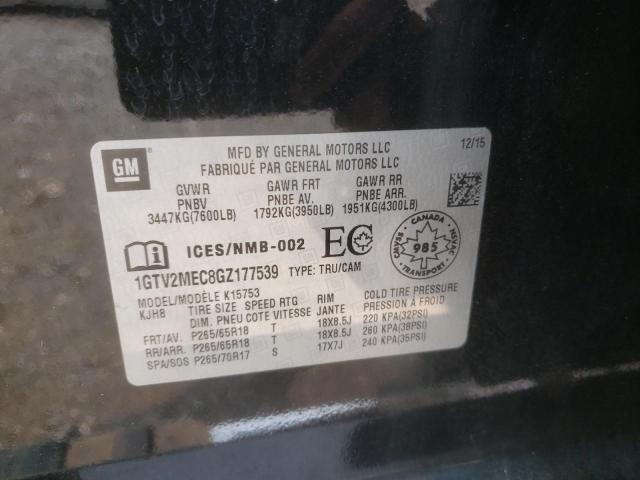 GM
MFD BY GENERAL MOTORS LLC
12/15
FABRIQUÉ PAR GENERAL MOTORS LLC
GVWR GAWR FRT GAWR RR
PNBV PNBE AV. PNBE ARR.
3447KG(7600LB) 1792KG(3950LB) 1951KG(4300LB)
ICES/NMB-002 EC
CANADA
985
NSVAC
SVMAC
1GTV2MEC8GZ177539 TYPE: TRU/CAM
MODEL/MODÈLE K15753
KJH8 TIRE SIZE SPEED RTG RIM COLD TIRE PRESSURE
DIM. PNEU COTE VITESSE JANTE PRESSION À FROID
FRT/AV. P265/65R18 T 18X8.5J 220 KPA(32PSI)
RR/ARR. P265/65R18 T 18X8.5J 260 KPA(38PSI)
SPA/SOS P265/70R17 S 17X7J 240 KPA(35PSI)